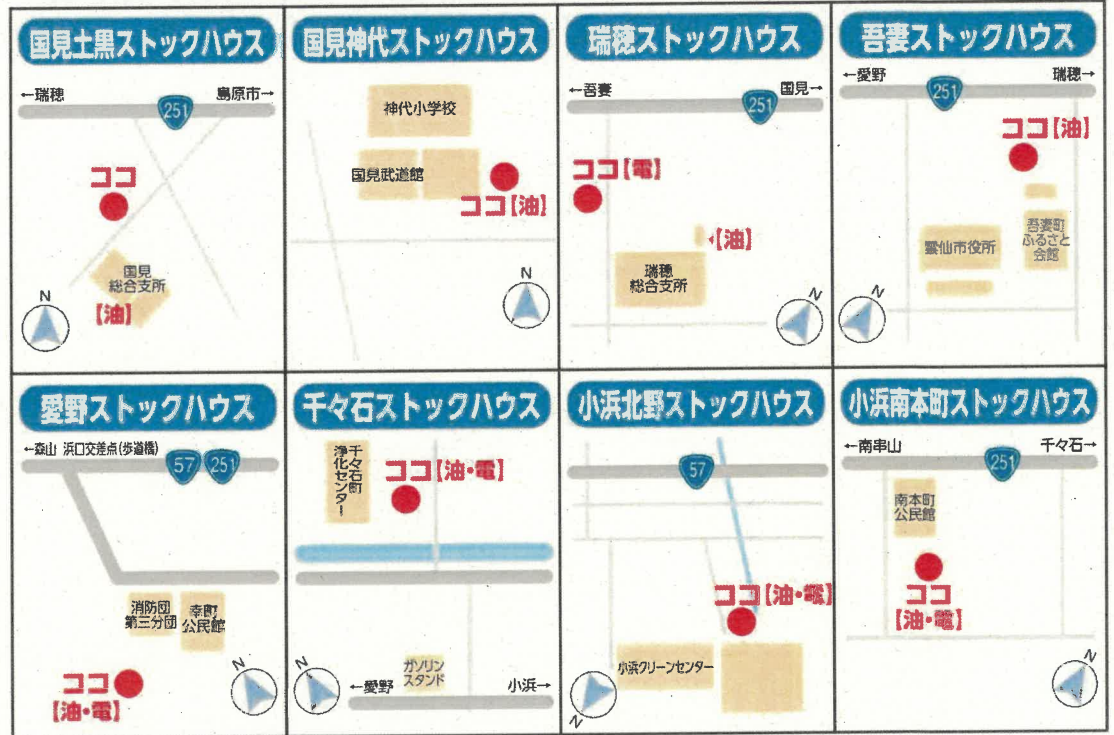 国見土黒ストックハウス
←瑞穂
島原市→
251
ココ
国見
総合支所
【油】
N
国見神代ストックハウス
神代小学校
国見武道館
ココ【油】
N
瑞穂ストックハウス
←吾妻
国見→
251
ココ【電】
【油】
瑞穂
総合支所
N
吾妻ストックハウス
←愛野
瑞穂→
251
ココ【油】
雲仙市役所
吾妻町
ふるさと
会館
N
愛野ストックハウス
←森山 浜口交差点(歩道橋)
57 251
消防団
第三分団
幸町
公民館
ココ
【油・電】
N
千々石ストックハウス
千々石町
浄化センター
ココ【油・電】
ガソリン
スタンド
←愛野
小浜→
N
小浜北野ストックハウス
57
ココ【油・電】
小浜クリーンセンター
N
小浜南本町ストックハウス
←南串山
千々石→
251
南本町
公民館
ココ
【油・電】
N